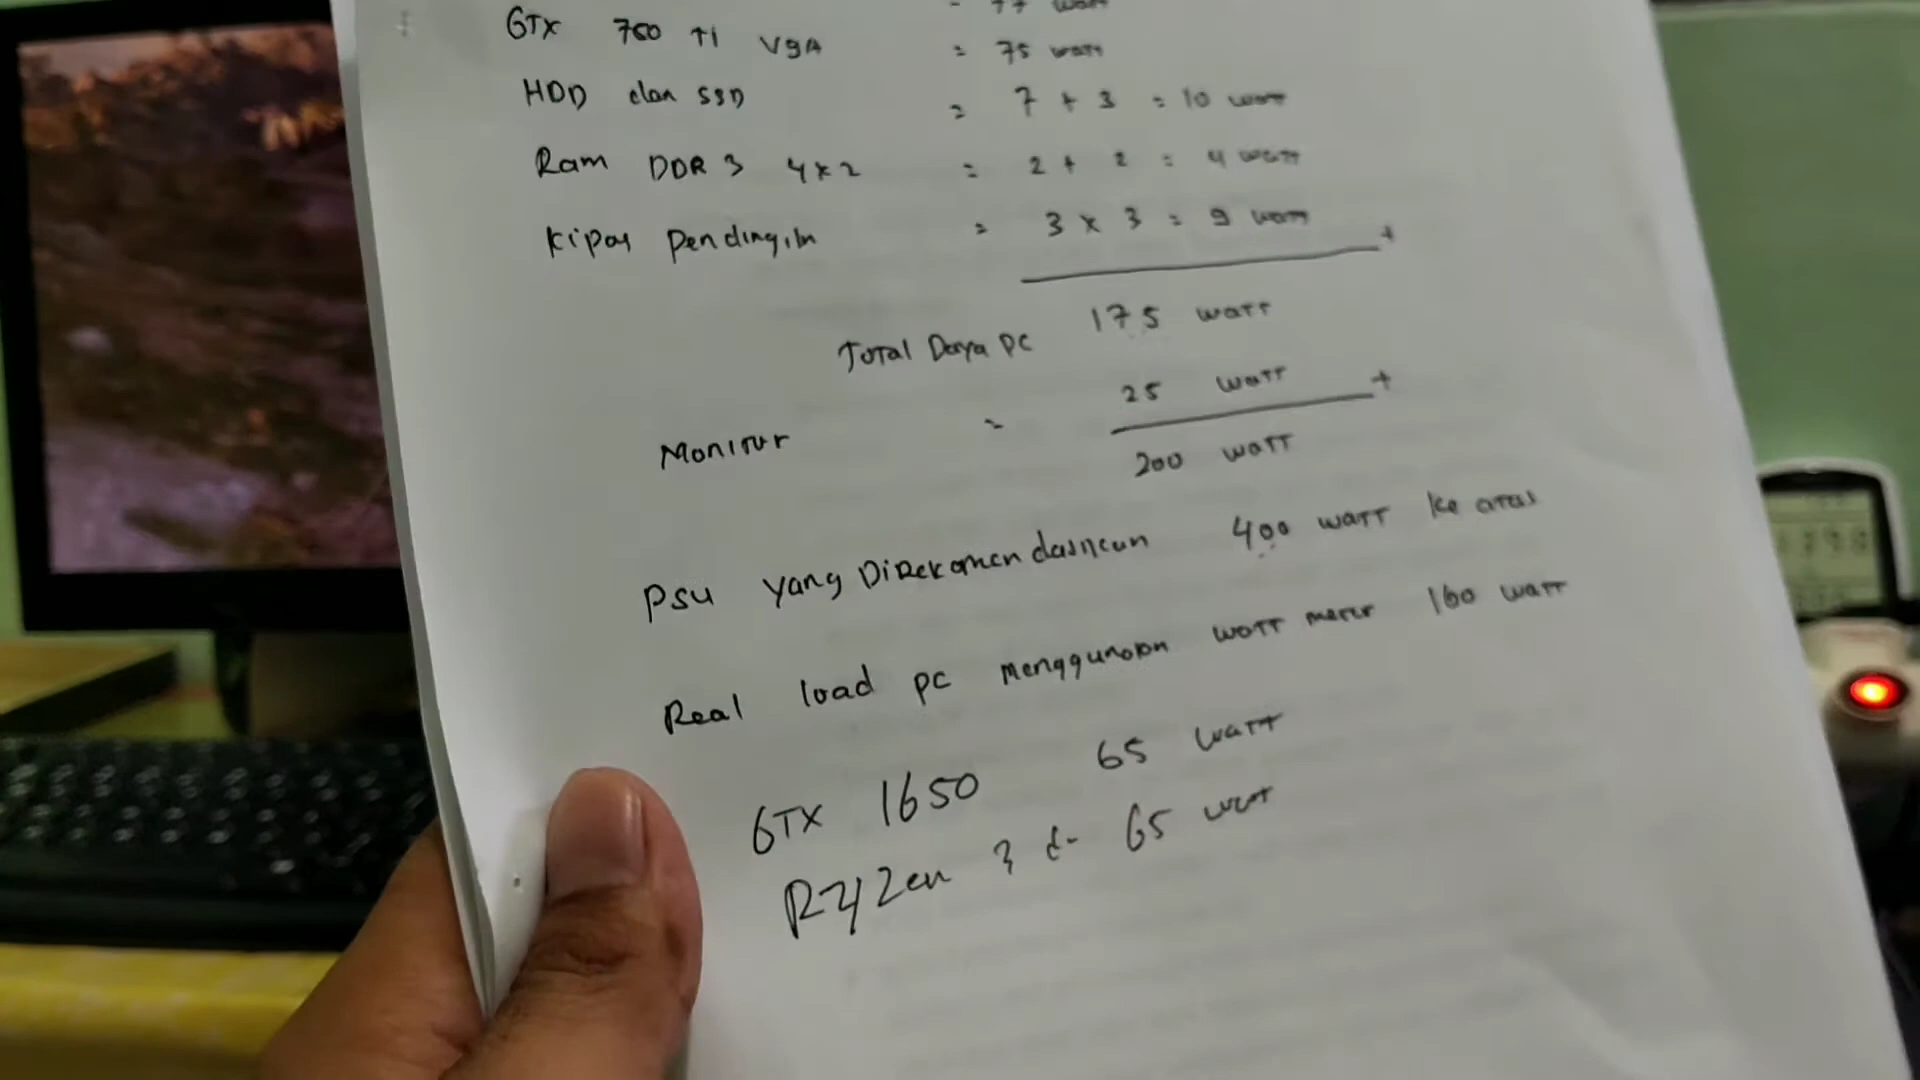 = 77 watt
GTX 750 Ti VGA = 75 watt
HDD dan SSD = 7 + 3 = 10 watt
Ram DDR 3 4x2 = 2 + 2 = 4 watt
Kipas Pendingin = 3 x 3 = 9 watt +
Total Daya PC 175 watt
Monitor = 25 watt +
200 watt
PSU yang Direkomendasikan 400 watt ke atas
Real load pc menggunakan watt meter 160 watt
GTX 1650 65 watt
Ryzen 3 65 watt